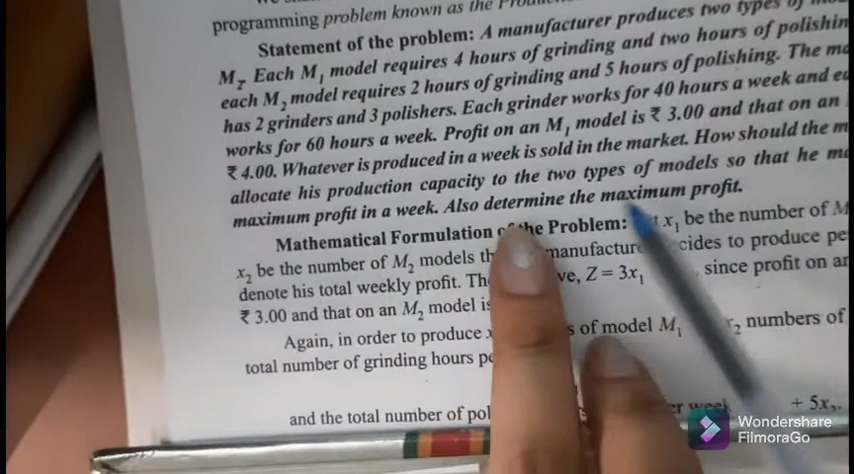 programming problem known as the
Statement of the problem: A manufacturer produces two types of
M₂. Each M₁ model requires 4 hours of grinding and two hours of polishin
each M₂ model requires 2 hours of grinding and 5 hours of polishing. The ma
has 2 grinders and 3 polishers. Each grinder works for 40 hours a week and ea
works for 60 hours a week. Profit on an M₁ model is ₹ 3.00 and that on an
₹ 4.00. Whatever is produced in a week is sold in the market. How should the m
allocate his production capacity to the two types of models so that he ma
maximum profit in a week. Also determine the maximum profit.
Mathematical Formulation of the Problem: x₁ be the number of M
x₂ be the number of M₂ models manufacture cides to produce pe
denote his total weekly profit. ve, Z = 3x₁ since profit on an
₹ 3.00 and that on an M₂ model is
Again, in order to produce s of model M₁ numbers of
total number of grinding hours pe
and the total number of pol + 5x₂.
Wondershare
FilmoraGo